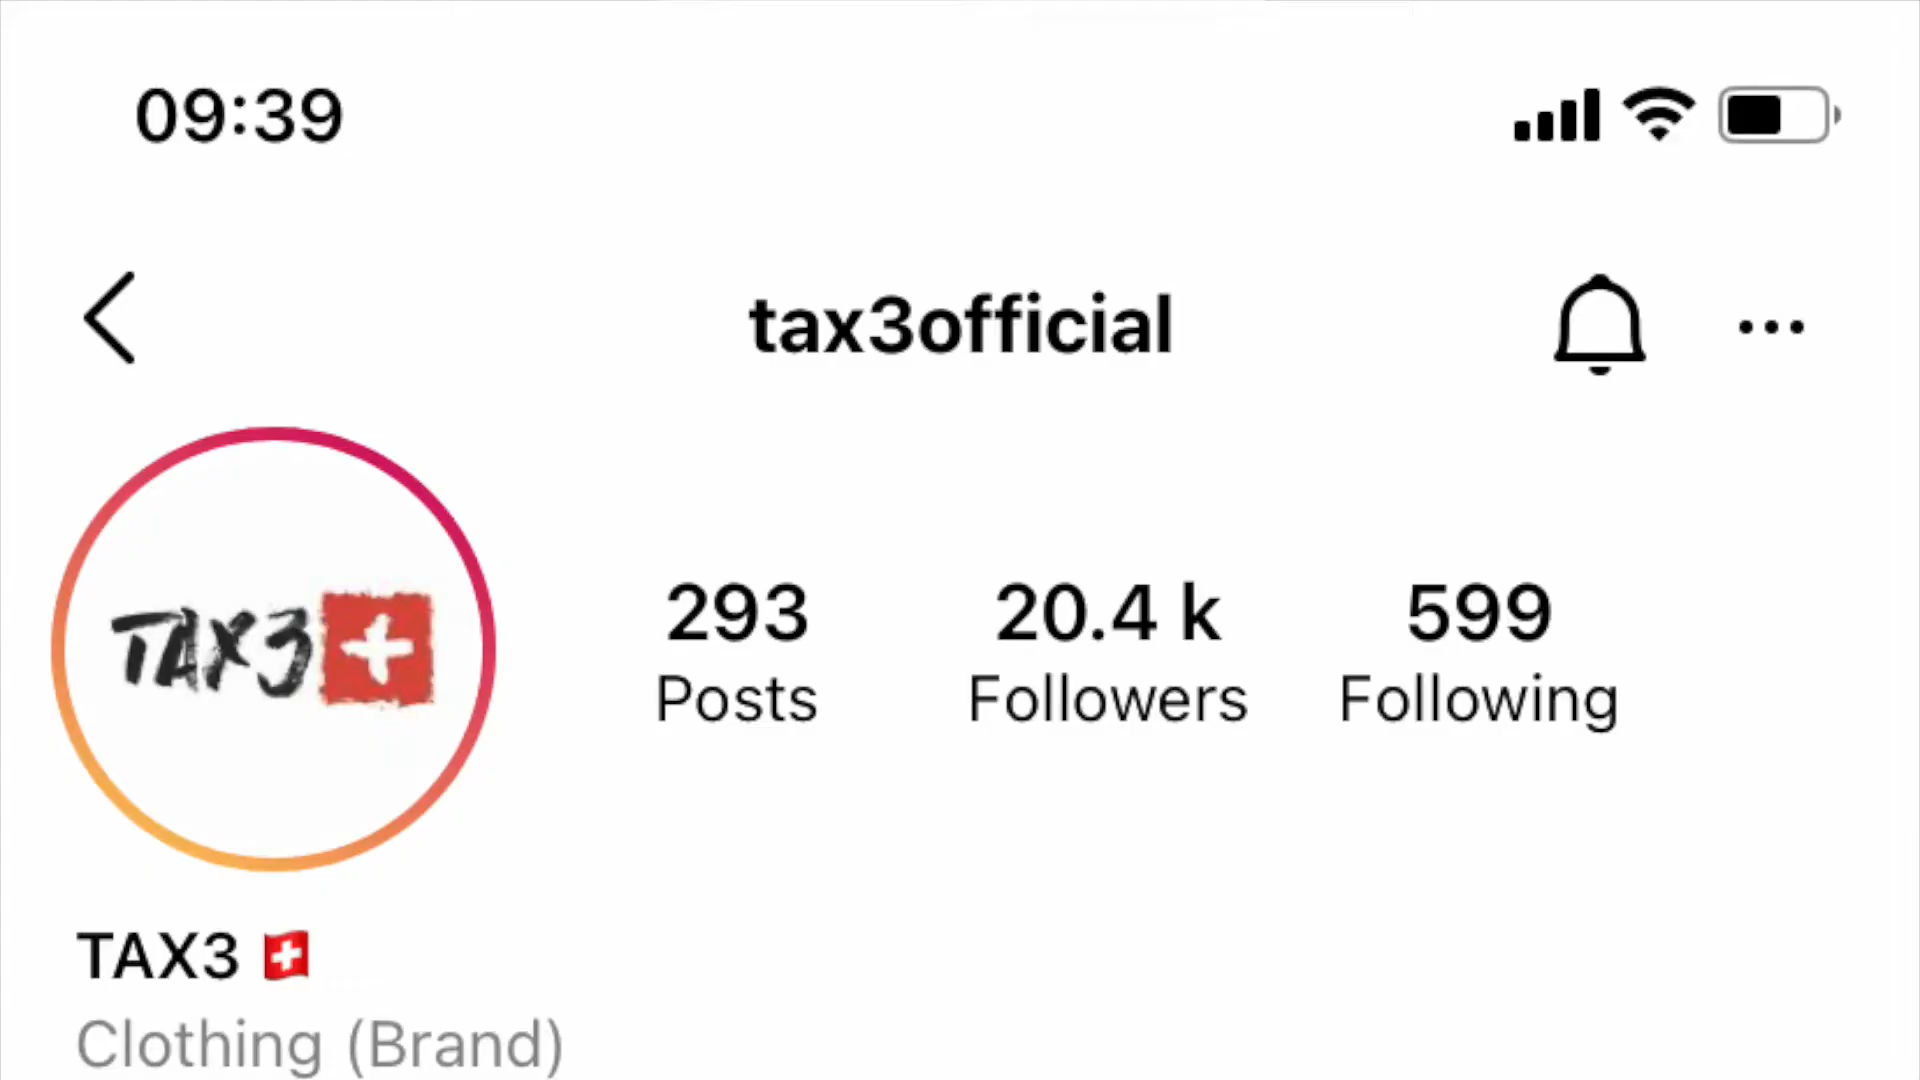 09:39
tax3official
TAX3
293 20.4 k 599
Posts Followers Following
TAX3 🇨🇭
Clothing (Brand)